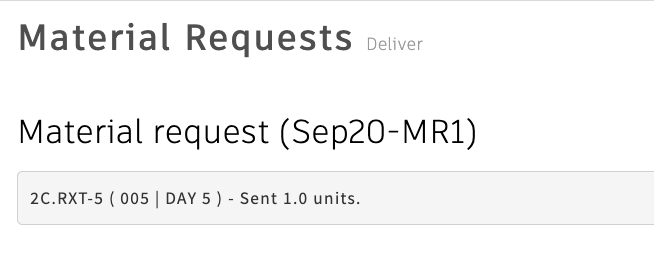 Material Requests Deliver
Material request (Sep20-MR1)
2C.RXT-5 ( 005 | DAY 5 ) - Sent 1.0 units.